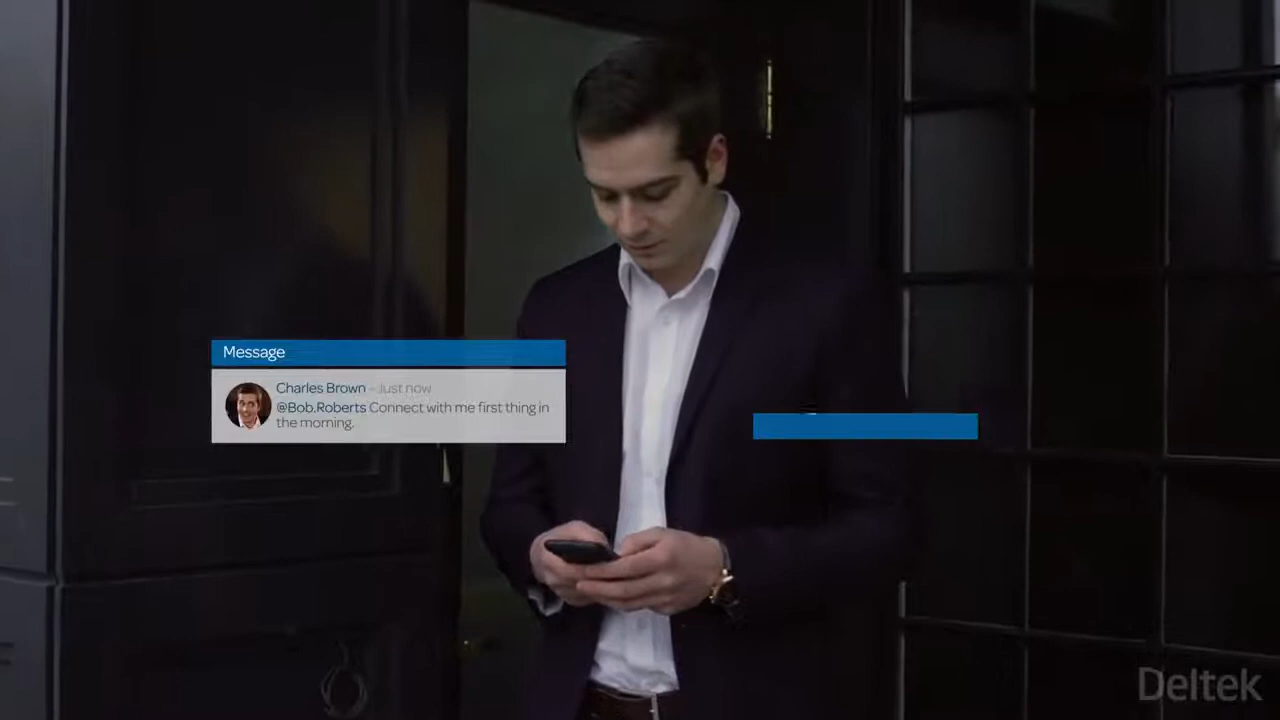 Message
Charles Brown - Just now
@Bob.Roberts Connect with me first thing in
the morning.
Deltek